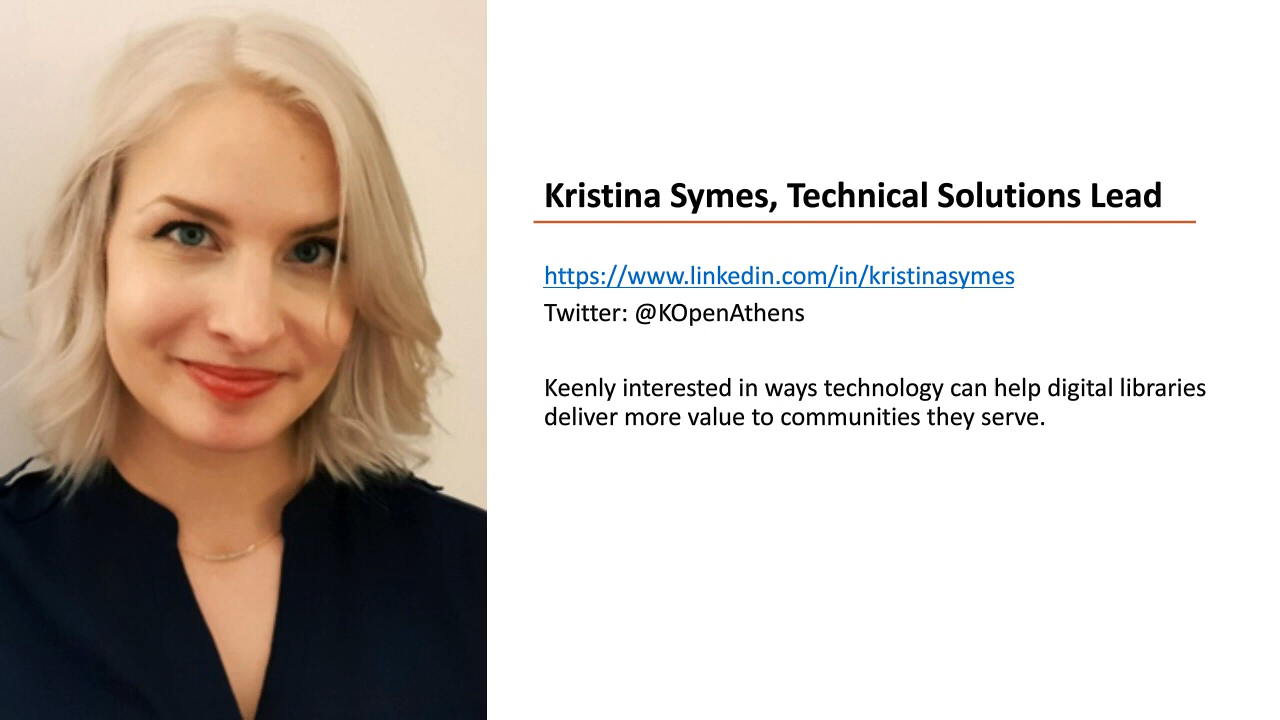 Kristina Symes, Technical Solutions Lead
https://www.linkedin.com/in/kristinasymes
Twitter: @KOpenAthens
Keenly interested in ways technology can help digital libraries
deliver more value to communities they serve.